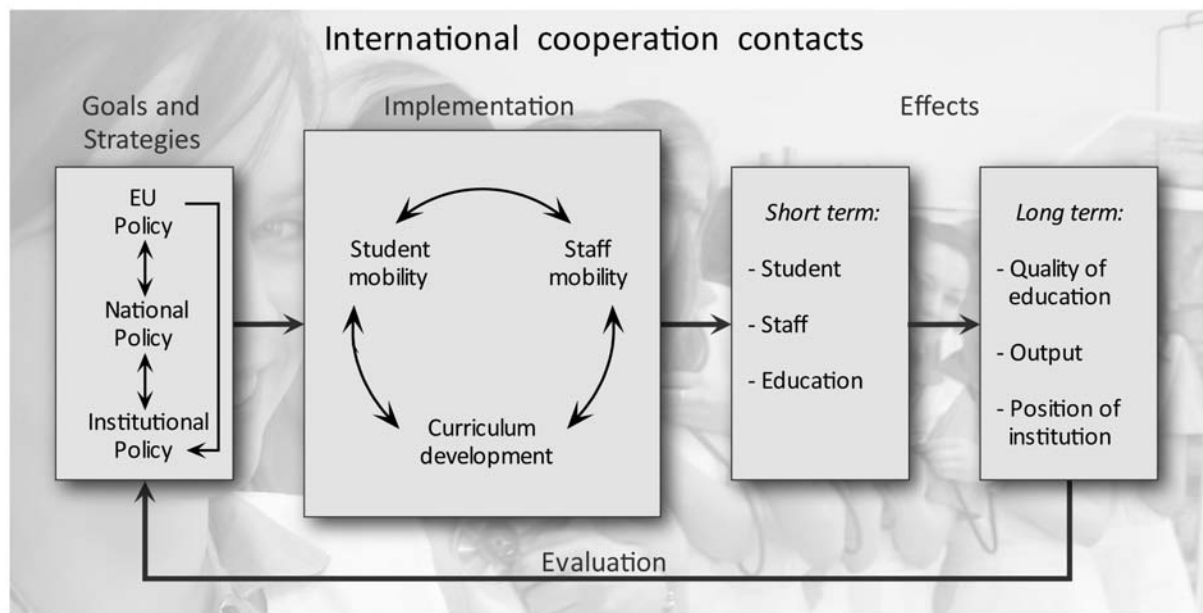 International cooperation contacts
Goals and
Strategies
Implementation
Effects
EU
Policy
National
Policy
Institutional
Policy
Student
mobility
Staff
mobility
Curriculum
development
Short term:
- Student
- Staff
- Education
Long term:
- Quality of
education
- Output
- Position of
institution
Evaluation